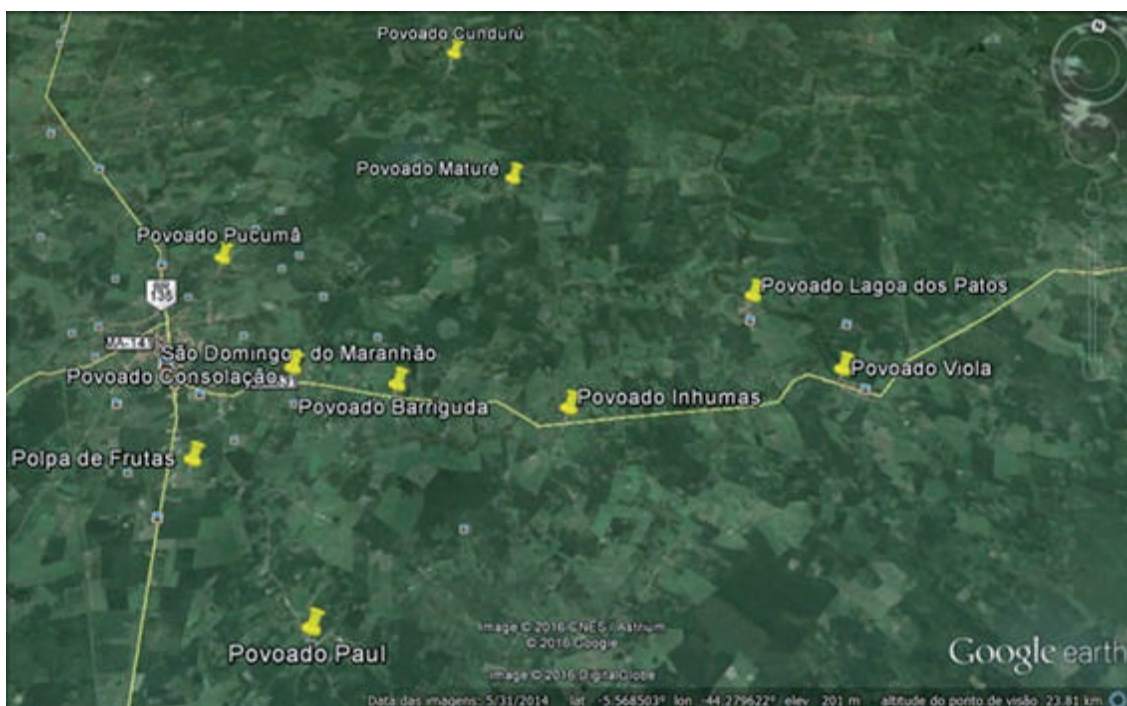 Povoado Cundurú
N
Povoado Maturé
Povoado Pucumã
135
Povoado Lagoa dos Patos
MA-141
São Domingos do Maranhão
Povoado Consolação
Povoado Viola
Povoado Barriguda
Povoado Inhumas
Polpa de Frutas
Povoado Paul
Image © 2016 CNES / Astrium
© 2016 Google
Image © 2016 DigitalGlobe
Google earth
Data das imagens: 5/31/2014 lat -5.568503° lon -44.279622° elev 201 m altitude do ponto de visão 23.81 km